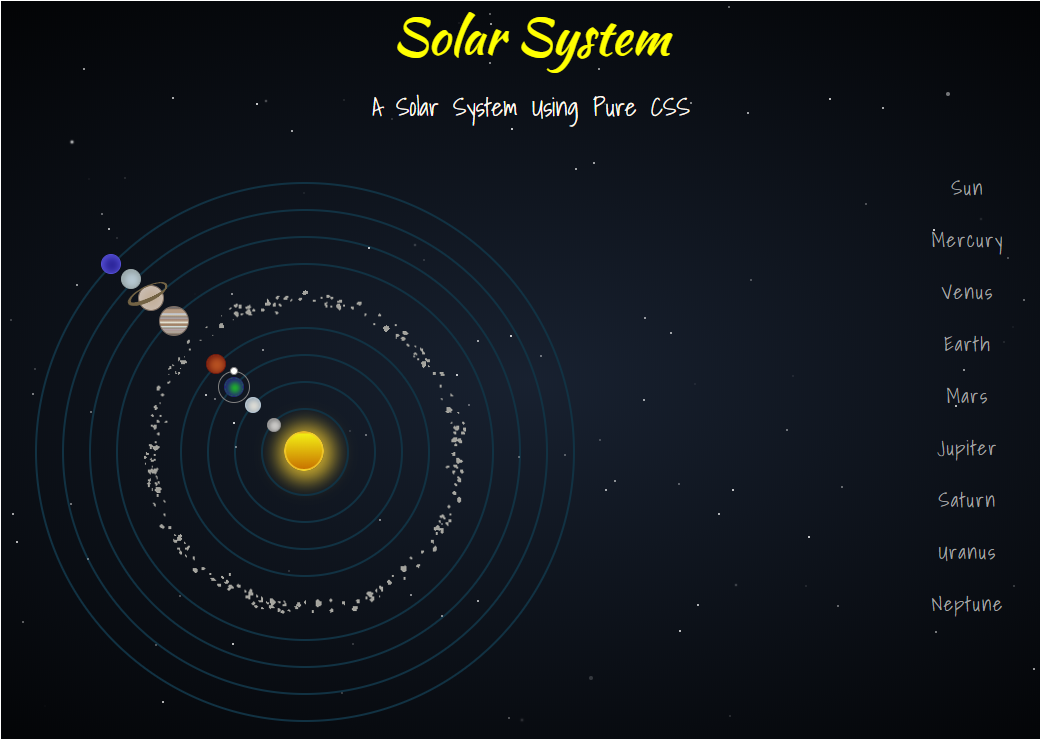 Solar System
A Solar System Using Pure CSS
Sun
Mercury
Venus
Earth
Mars
Jupiter
Saturn
Uranus
Neptune